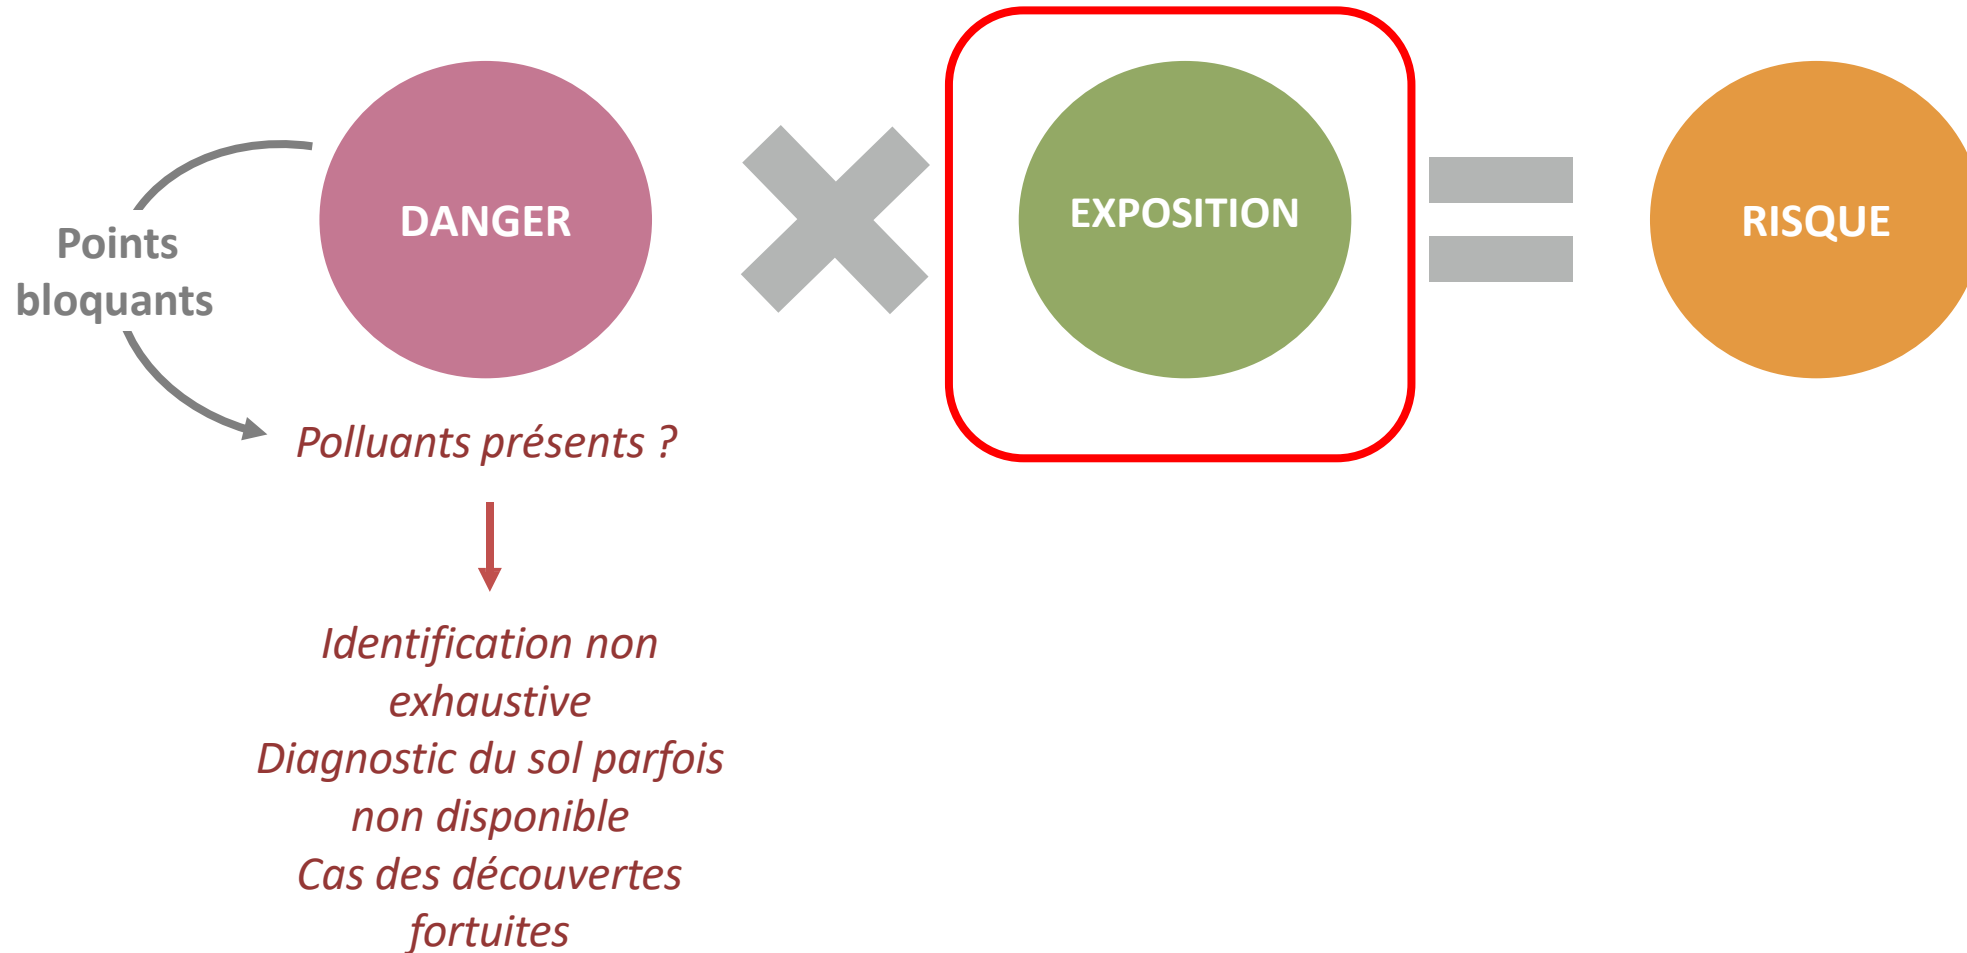 DANGER
EXPOSITION
RISQUE
Points
bloquants
Polluants présents ?
Identification non
exhaustive
Diagnostic du sol parfois
non disponible
Cas des découvertes
fortuites